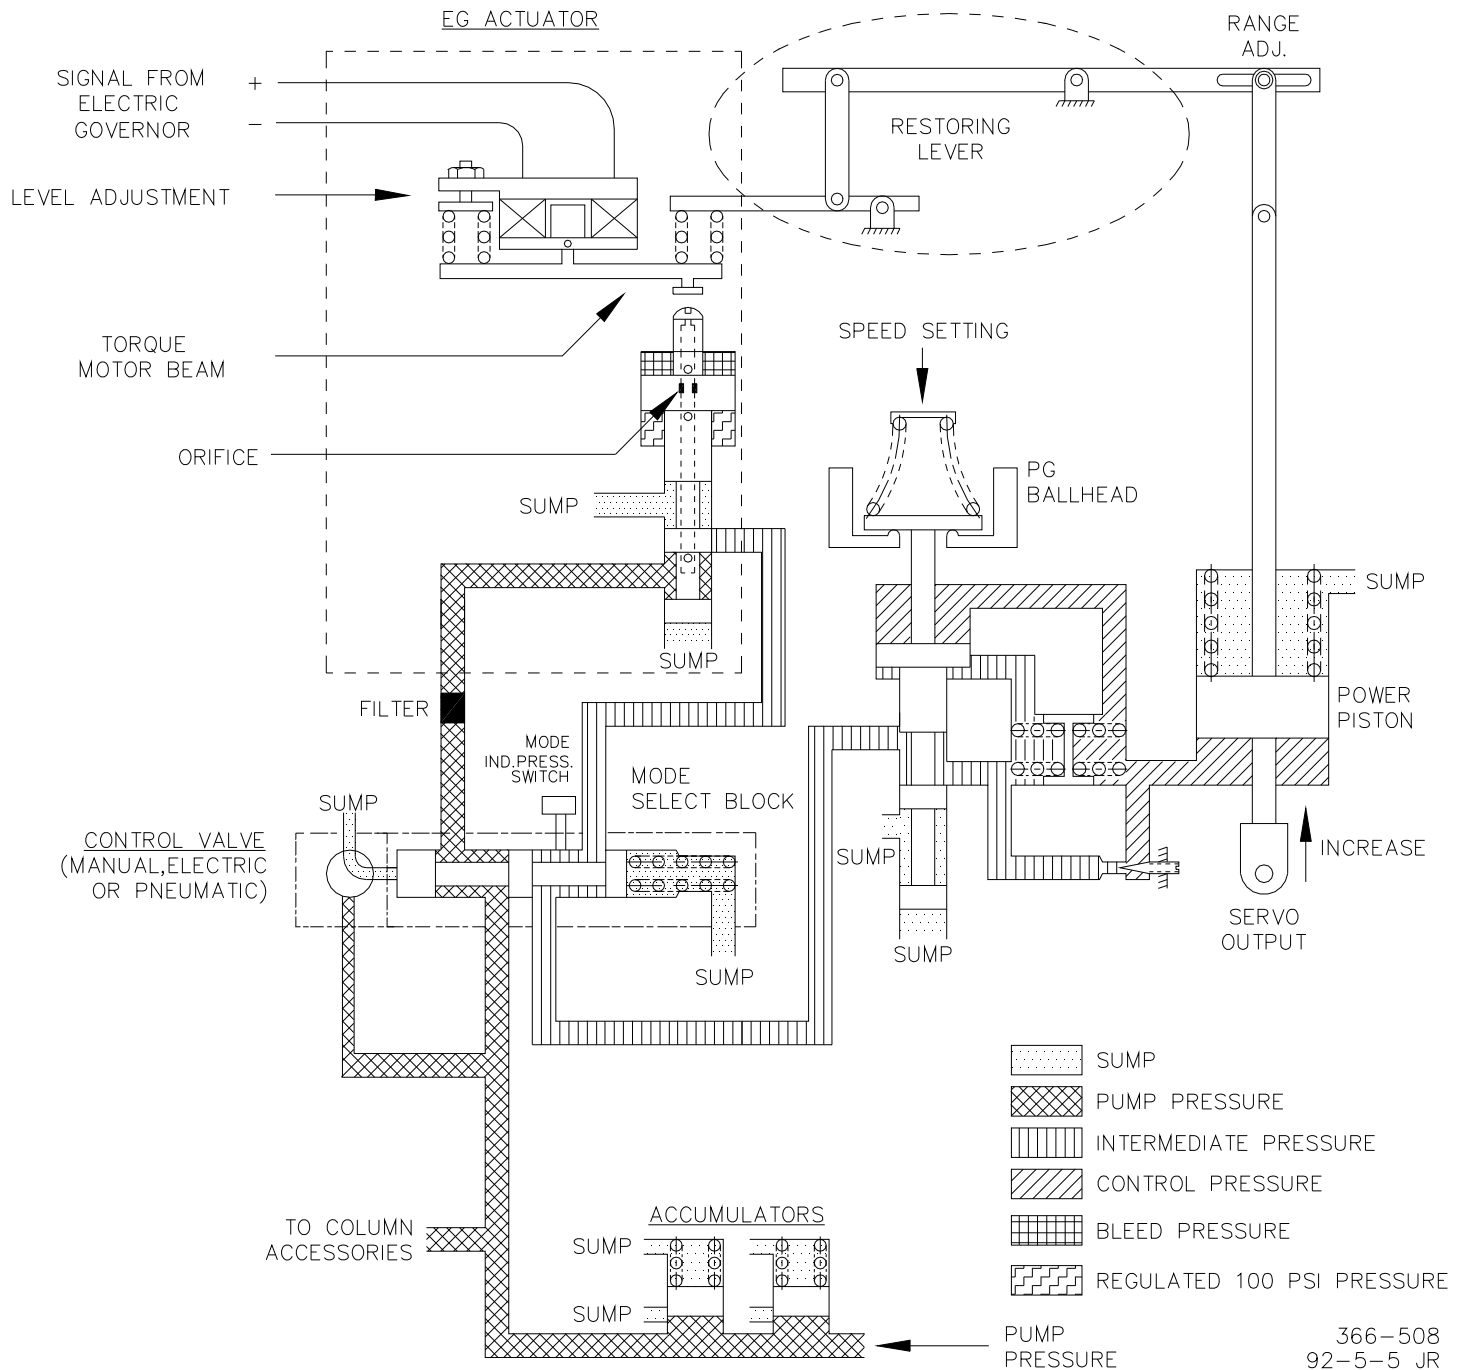 EG ACTUATOR
RANGE
ADJ.
SIGNAL FROM
ELECTRIC
GOVERNOR
+
−
RESTORING
LEVER
LEVEL ADJUSTMENT
TORQUE
MOTOR BEAM
SPEED SETTING
ORIFICE
PG
BALLHEAD
SUMP
SUMP
SUMP
FILTER
POWER
PISTON
MODE
IND.PRESS.
SWITCH
MODE
SELECT BLOCK
SUMP
CONTROL VALVE
(MANUAL,ELECTRIC
OR PNEUMATIC)
SUMP
INCREASE
SERVO
OUTPUT
SUMP
SUMP
SUMP
PUMP PRESSURE
INTERMEDIATE PRESSURE
CONTROL PRESSURE
BLEED PRESSURE
REGULATED 100 PSI PRESSURE
TO COLUMN
ACCESSORIES
ACCUMULATORS
SUMP
SUMP
PUMP
PRESSURE
366−508
92−5−5 JR